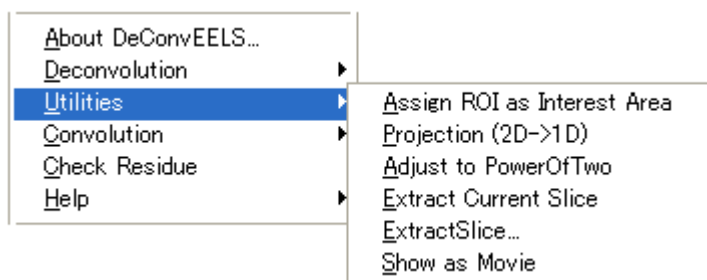 About DeConvEELS...
Deconvolution
Utilities
Convolution
Check Residue
Help
Assign ROI as Interest Area
Projection (2D->1D)
Adjust to PowerOfTwo
Extract Current Slice
ExtractSlice...
Show as Movie